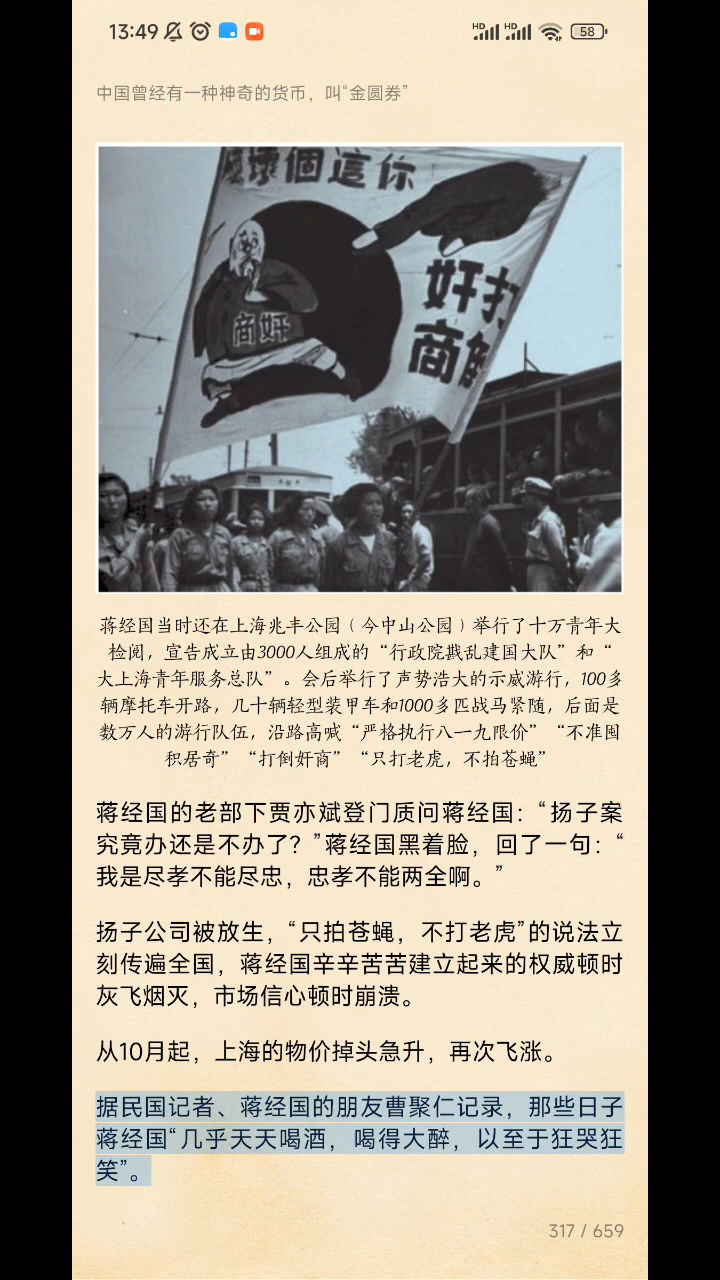 13:49
HD HD 58
中国曾经有一种神奇的货币，叫“金圆券”
壞個這你
奸打
商
商奸
蒋经国当时还在上海兆丰公园（今中山公园）举行了十万青年大
检阅，宣告成立由3000人组成的“行政院戡乱建国大队”和“
大上海青年服务总队”。会后举行了声势浩大的示威游行，100多
辆摩托车开路，几十辆轻型装甲车和1000多匹战马紧随，后面是
数万人的游行队伍，沿路高喊“严格执行八一九限价”“不准囤
积居奇”“打倒奸商”“只打老虎，不拍苍蝇”
蒋经国的老部下贾亦斌登门质问蒋经国：“扬子案
究竟办还是不办了？”蒋经国黑着脸，回了一句：“
我是尽孝不能尽忠，忠孝不能两全啊。”
扬子公司被放生，“只拍苍蝇，不打老虎”的说法立
刻传遍全国，蒋经国辛辛苦苦建立起来的权威顿时
灰飞烟灭，市场信心顿时崩溃。
从10月起，上海的物价掉头急升，再次飞涨。
据民国记者、蒋经国的朋友曹聚仁记录，那些日子
蒋经国“几乎天天喝酒，喝得大醉，以至于狂哭狂
笑”。
317 / 659